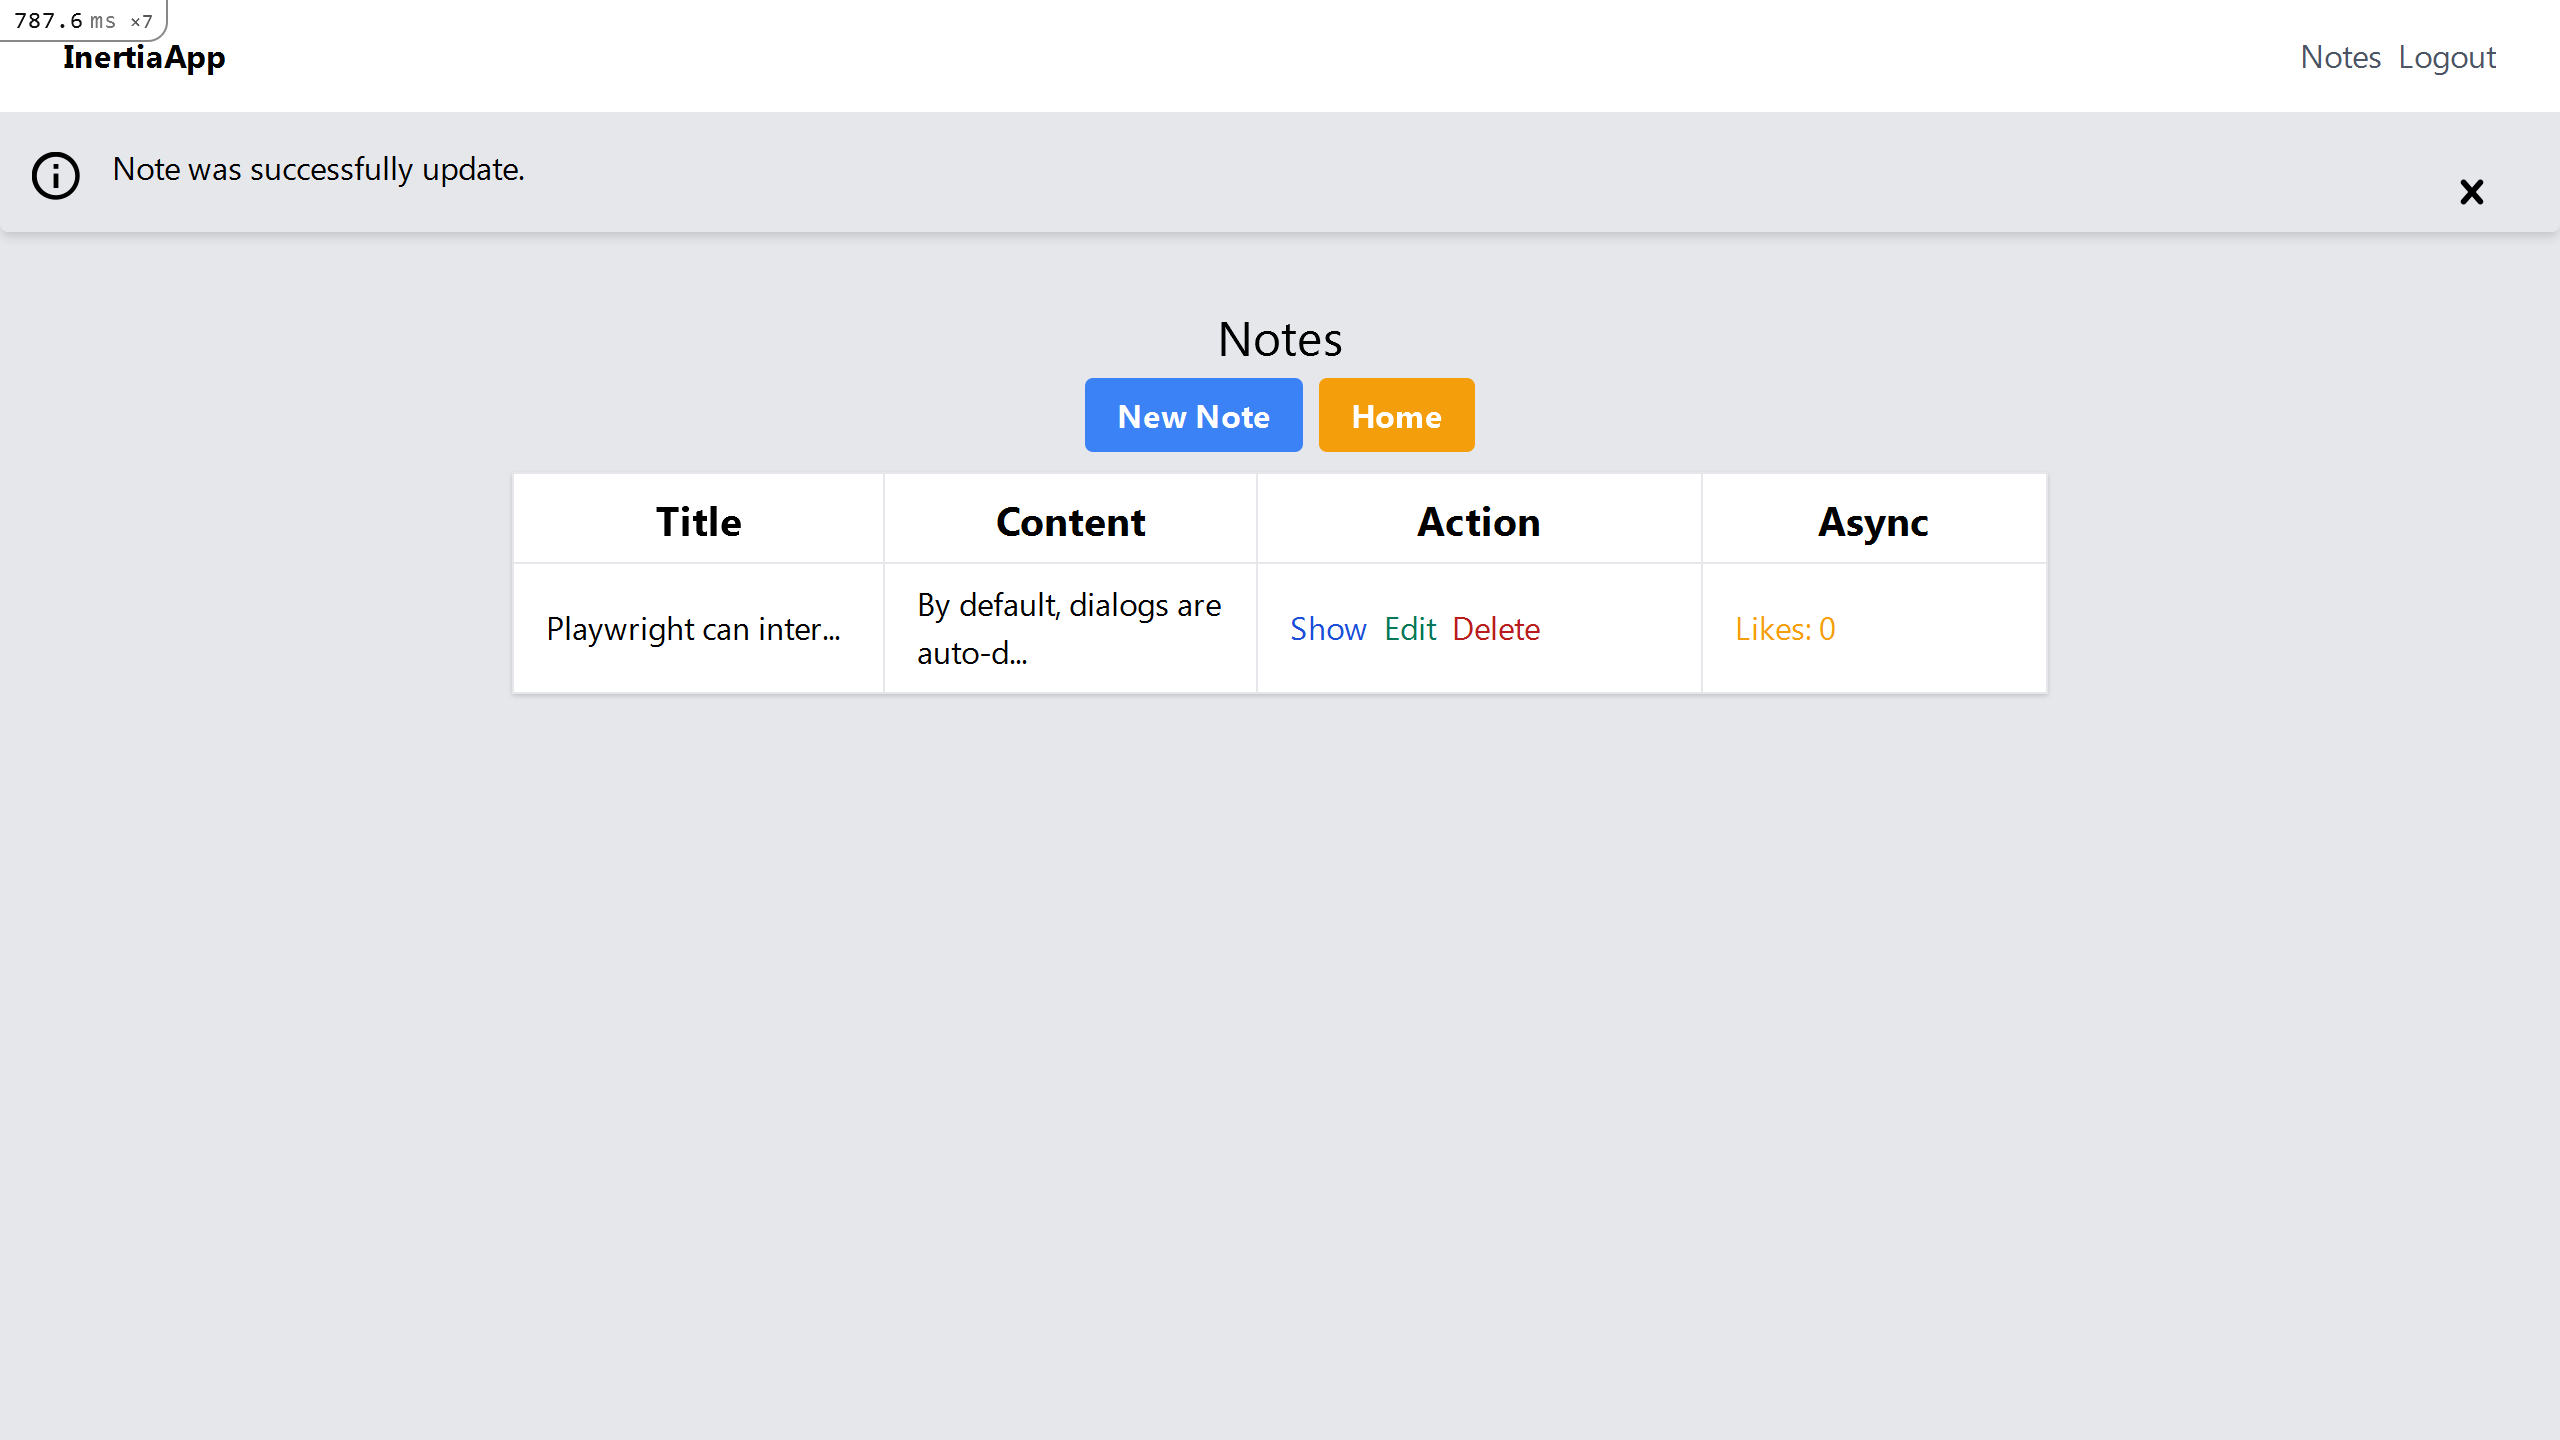 787.6 ms ×7
InertiaApp
Notes Logout
Note was successfully update.
Notes
New Note Home
Title Content Action Async
Playwright can inter... By default, dialogs are auto-d... Show Edit Delete Likes: 0